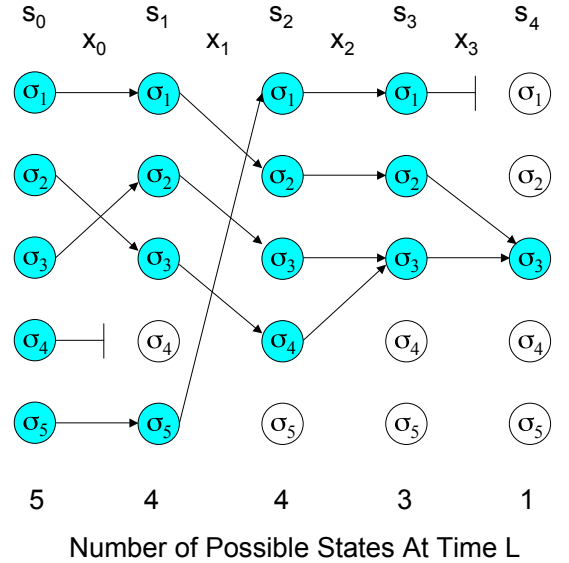 s₀ s₁ s₂ s₃ s₄
x₀ x₁ x₂ x₃
σ₁ σ₁ σ₁ σ₁ σ₁
σ₂ σ₂ σ₂ σ₂ σ₂
σ₃ σ₃ σ₃ σ₃ σ₃
σ₄ σ₄ σ₄ σ₄ σ₄
σ₅ σ₅ σ₅ σ₅ σ₅
5 4 4 3 1
Number of Possible States At Time L